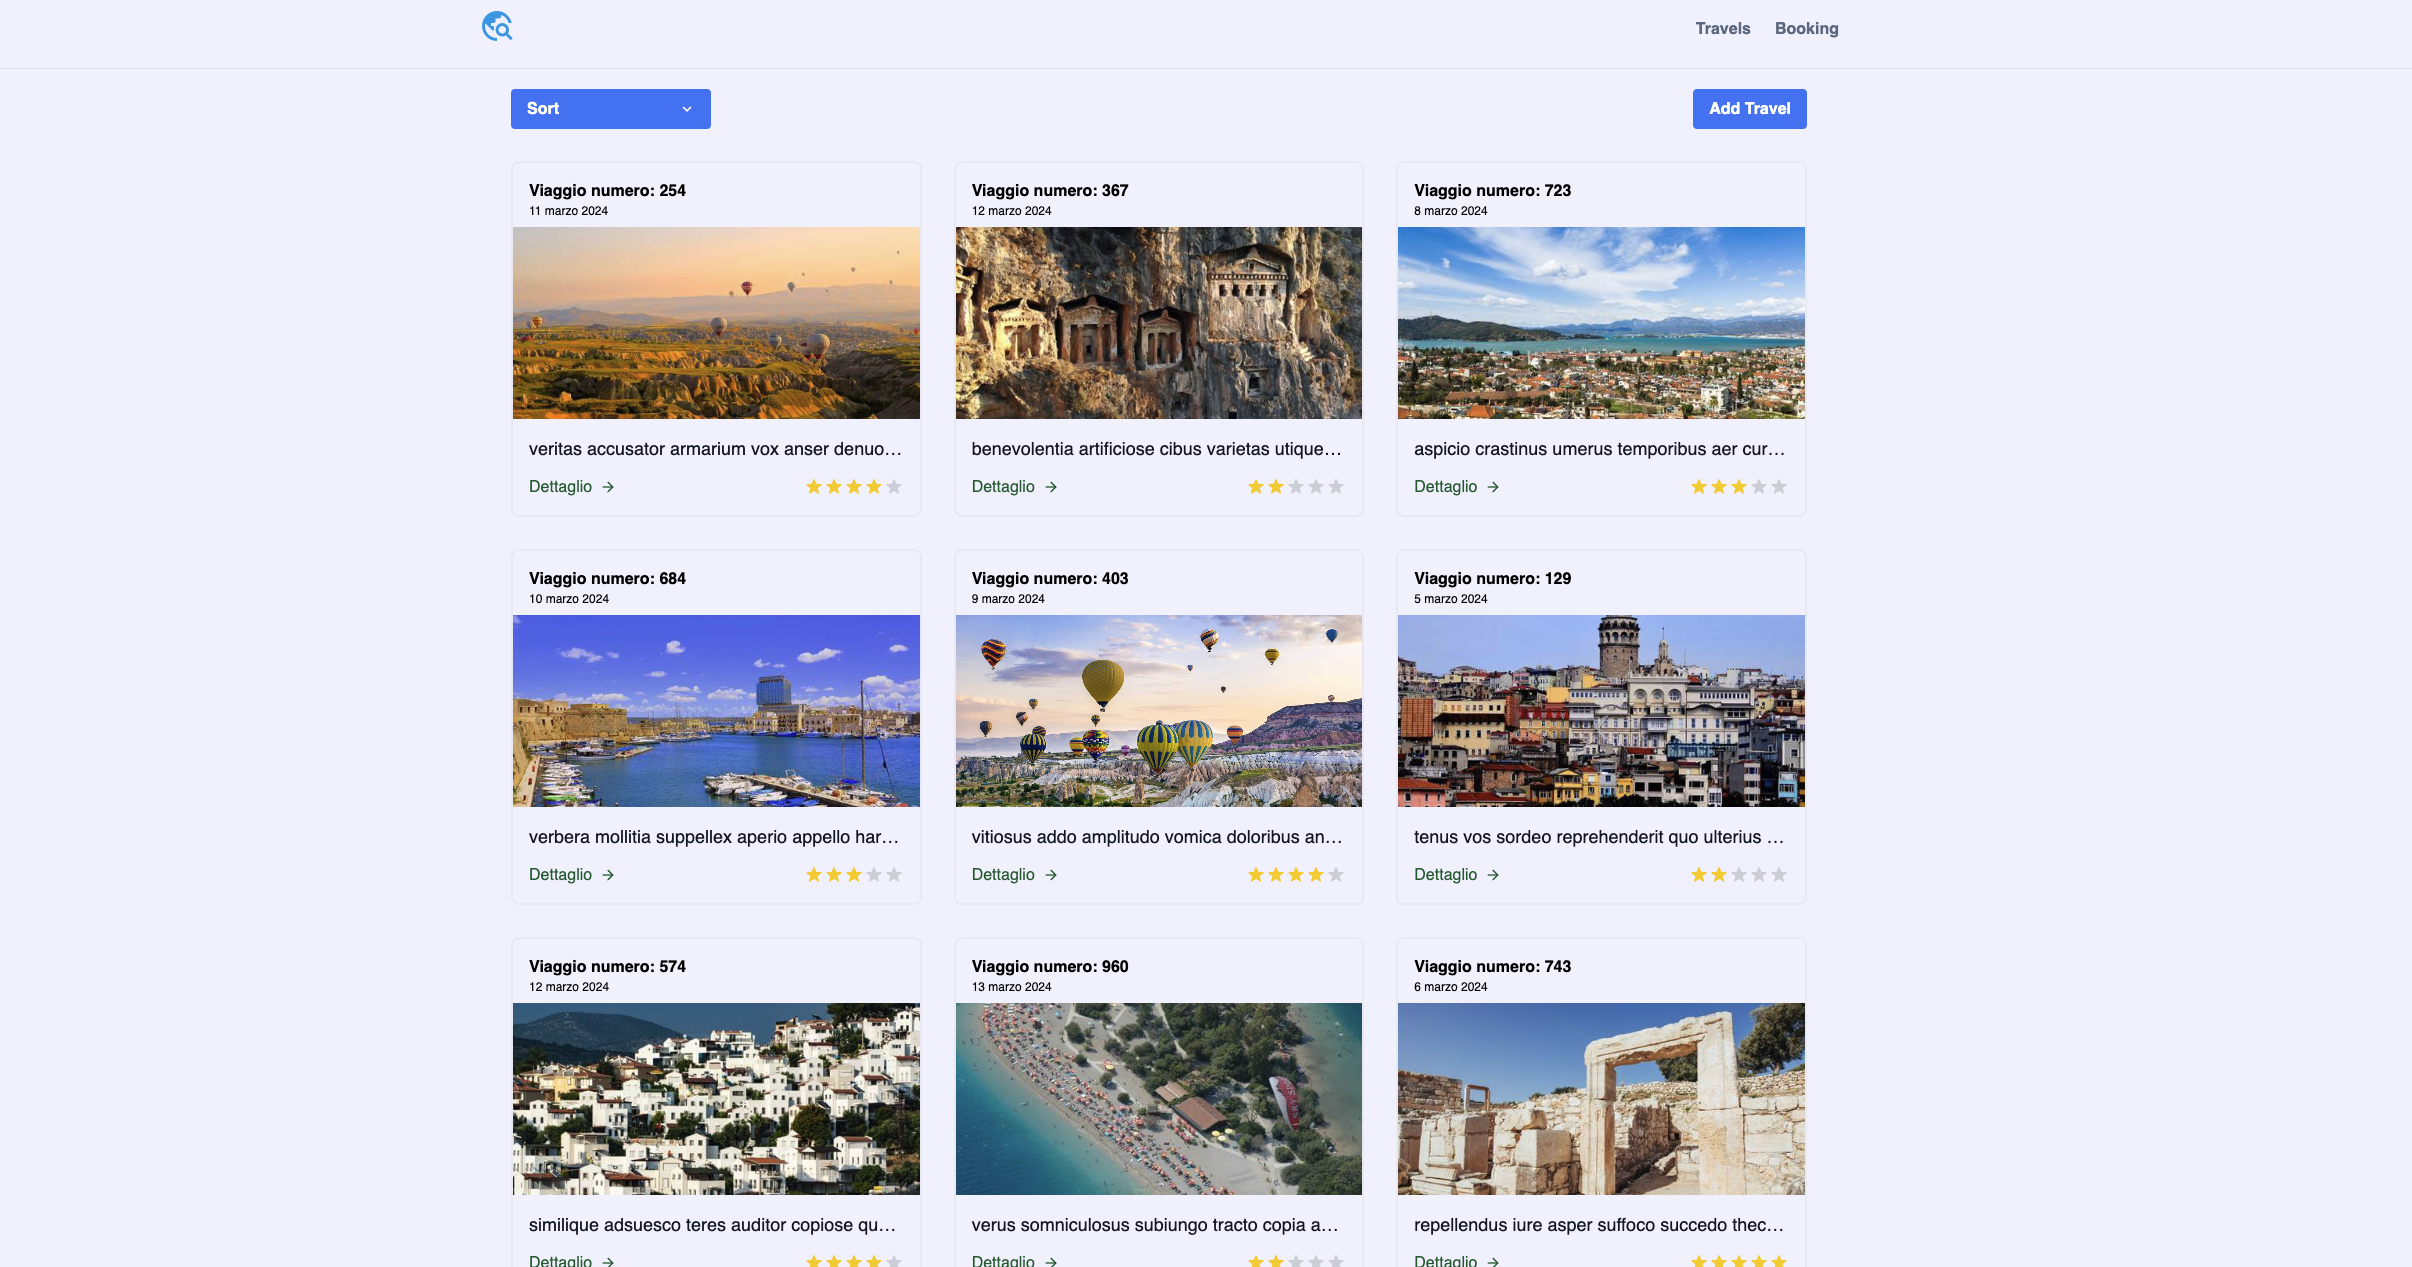 Travels Booking
Sort
Add Travel
Viaggio numero: 254
11 marzo 2024
veritas accusator armarium vox anser denuo…
Dettaglio
Viaggio numero: 367
12 marzo 2024
benevolentia artificiose cibus varietas utique…
Dettaglio
Viaggio numero: 723
8 marzo 2024
aspicio crastinus umerus temporibus aer cur…
Dettaglio
Viaggio numero: 684
10 marzo 2024
verbera mollitia suppellex aperio appello har…
Dettaglio
Viaggio numero: 403
9 marzo 2024
vitiosus addo amplitudo vomica doloribus an…
Dettaglio
Viaggio numero: 129
5 marzo 2024
tenus vos sordeo reprehenderit quo ulterius …
Dettaglio
Viaggio numero: 574
12 marzo 2024
similique adsuesco teres auditor copiose qu…
Dettaglio
Viaggio numero: 960
13 marzo 2024
verus somniculosus subiungo tracto copia a…
Dettaglio
Viaggio numero: 743
6 marzo 2024
repellendus iure asper suffoco succedo thec…
Dettaglio